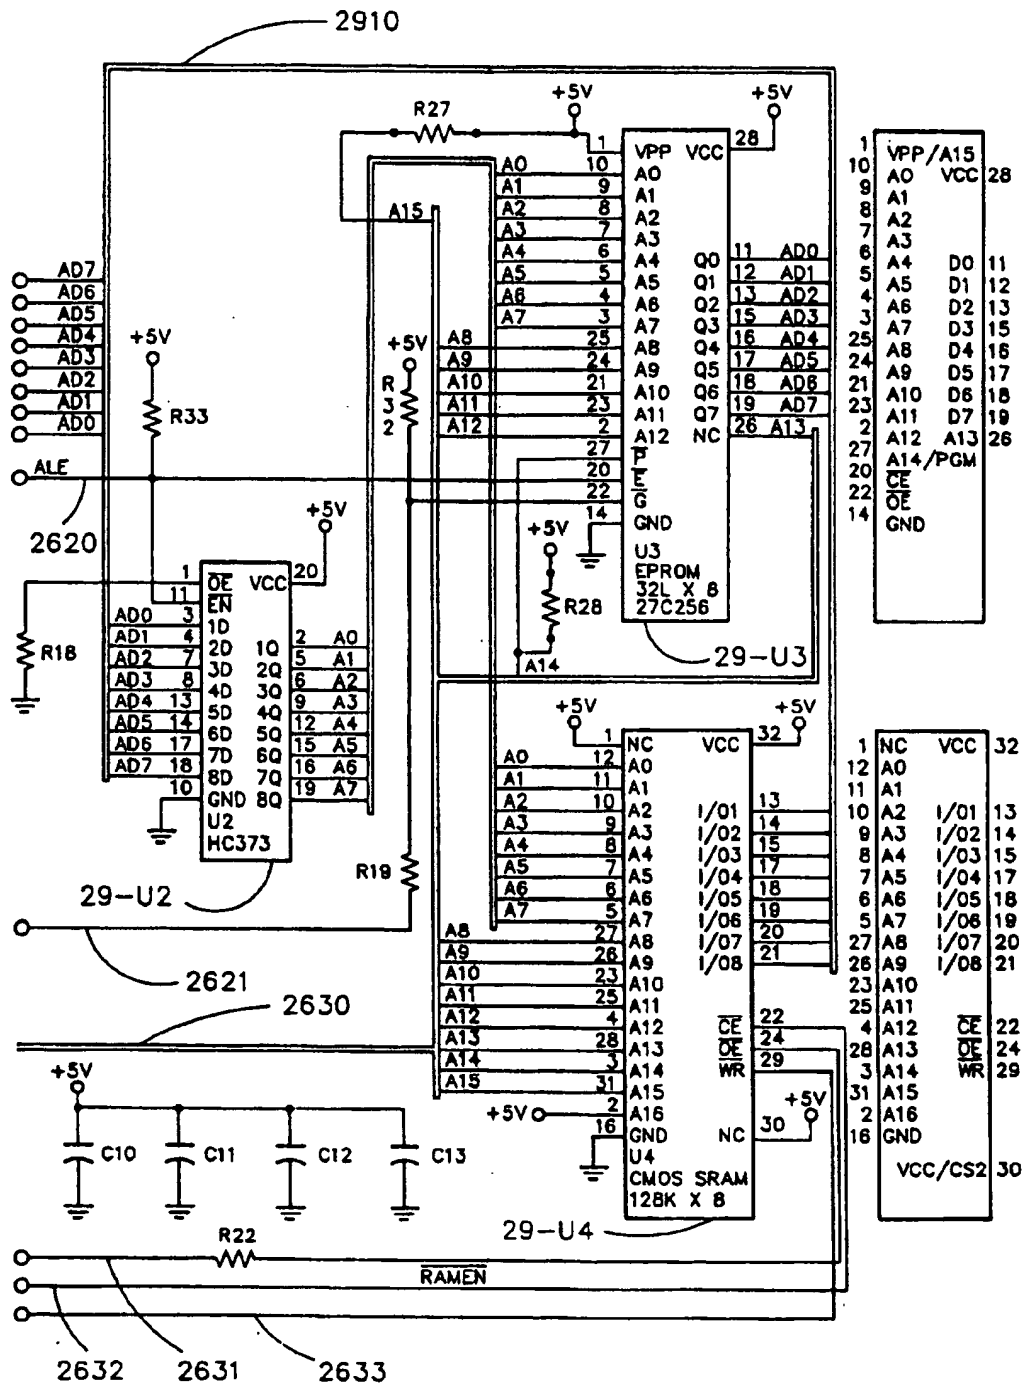 2910
+5V
+5V
R27
1 VPP VCC 28
10 A0
9 A1
8 A2
7 A3
6 A4 Q0 11 AD0
5 A5 Q1 12 AD1
4 A6 Q2 13 AD2
3 A7 Q3 15 AD3
25 A8 Q4 16 AD4
24 A9 Q5 17 AD5
21 A10 Q6 18 AD6
23 A11 Q7 19 AD7
2 A12 NC 26 A13
27 P
20 E
22 G
14 GND
U3
EPROM
32L X 8
27C256
29-U3
A0
A1
A2
A3
A4
A5
A6
A7
A8
A9
A10
A11
A12
A15
1 VPP/A15
10 A0 VCC 28
9 A1
8 A2
7 A3
6 A4 D0 11
5 A5 D1 12
4 A6 D2 13
3 A7 D3 15
25 A8 D4 16
24 A9 D5 17
21 A10 D6 18
23 A11 D7 19
2 A12 A13 26
27 A14/PGM
20 CE
22 OE
14 GND
AD7
AD6
AD5
AD4
AD3
AD2
AD1
AD0
+5V
R33
+5V
R
3
2
ALE
2620
+5V
+5V
R28
A14
R18
1 OE VCC 20
11 EN
AD0 3 1D
AD1 4 2D 1Q 2 A0
AD2 7 3D 2Q 5 A1
AD3 8 4D 3Q 6 A2
AD4 13 5D 4Q 9 A3
AD5 14 6D 5Q 12 A4
AD6 17 7D 6Q 15 A5
AD7 18 8D 7Q 16 A6
10 GND 8Q 19 A7
U2
HC373
29-U2
R19
2621
2630
+5V
+5V
1 NC VCC 32
A0 12 A0
A1 11 A1
A2 10 A2 I/O1 13
A3 9 A3 I/O2 14
A4 8 A4 I/O3 15
A5 7 A5 I/O4 17
A6 6 A6 I/O5 18
A7 5 A7 I/O6 19
A8 27 A8 I/O7 20
A9 26 A9 I/O8 21
A10 23 A10
A11 25 A11
A12 4 A12 CE 22
A13 28 A13 OE 24
A14 3 A14 WR 29
A15 31 A15
+5V 2 A16
16 GND NC 30 +5V
U4
CMOS SRAM
128K X 8
29-U4
1 NC VCC 32
12 A0
11 A1
10 A2 I/O1 13
9 A3 I/O2 14
8 A4 I/O3 15
7 A5 I/O4 17
6 A6 I/O5 18
5 A7 I/O6 19
27 A8 I/O7 20
26 A9 I/O8 21
23 A10
25 A11
4 A12 CE 22
28 A13 OE 24
3 A14 WR 29
31 A15
2 A16
16 GND
VCC/CS2 30
+5V
C10 C11 C12 C13
R22
RAMEN
2632 2631 2633